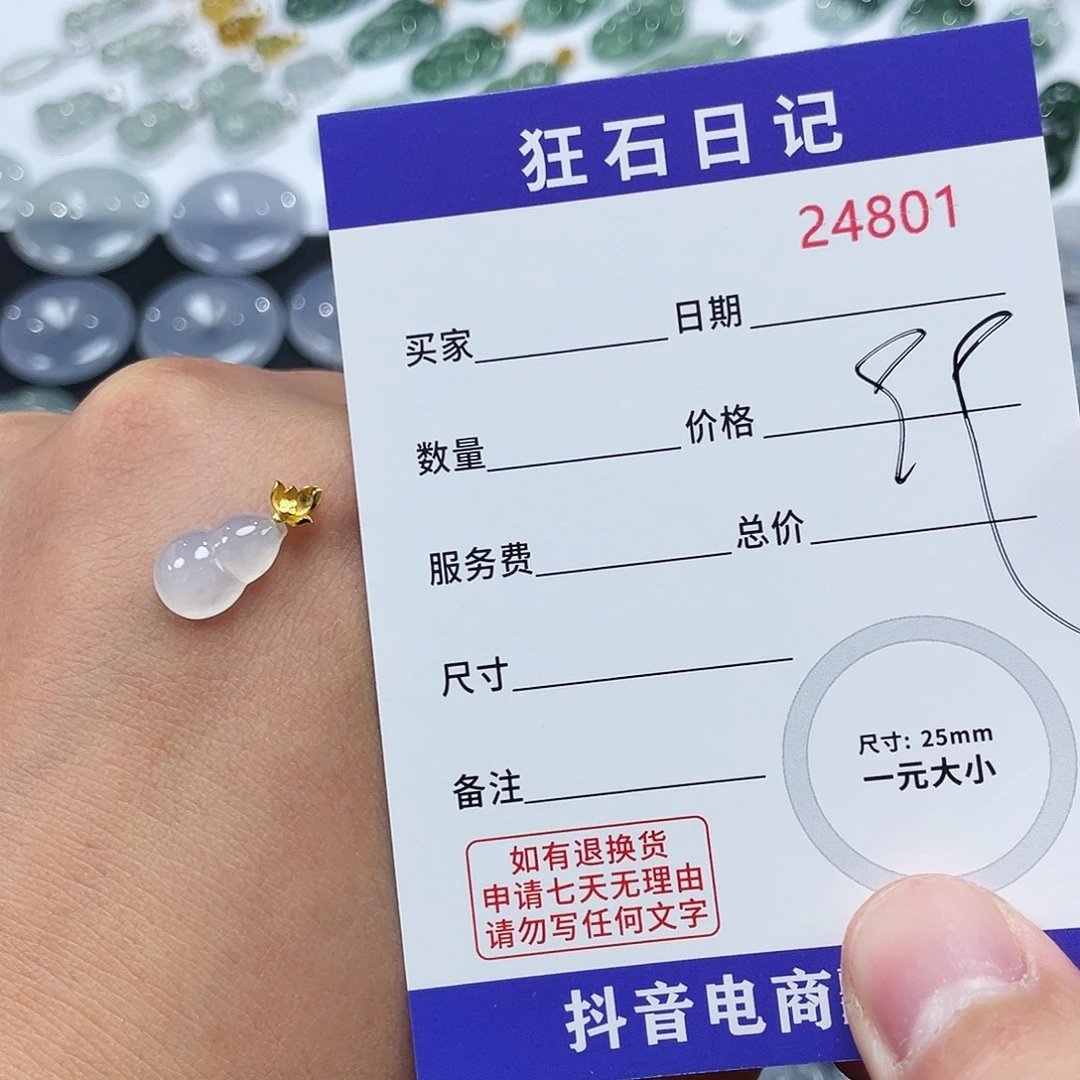 狂石日记
24801
买家 日期
数量 价格
服务费 总价
尺寸
尺寸: 25mm
一元大小
备注
如有退换货
申请七天无理由
请勿写任何文字
抖音电商